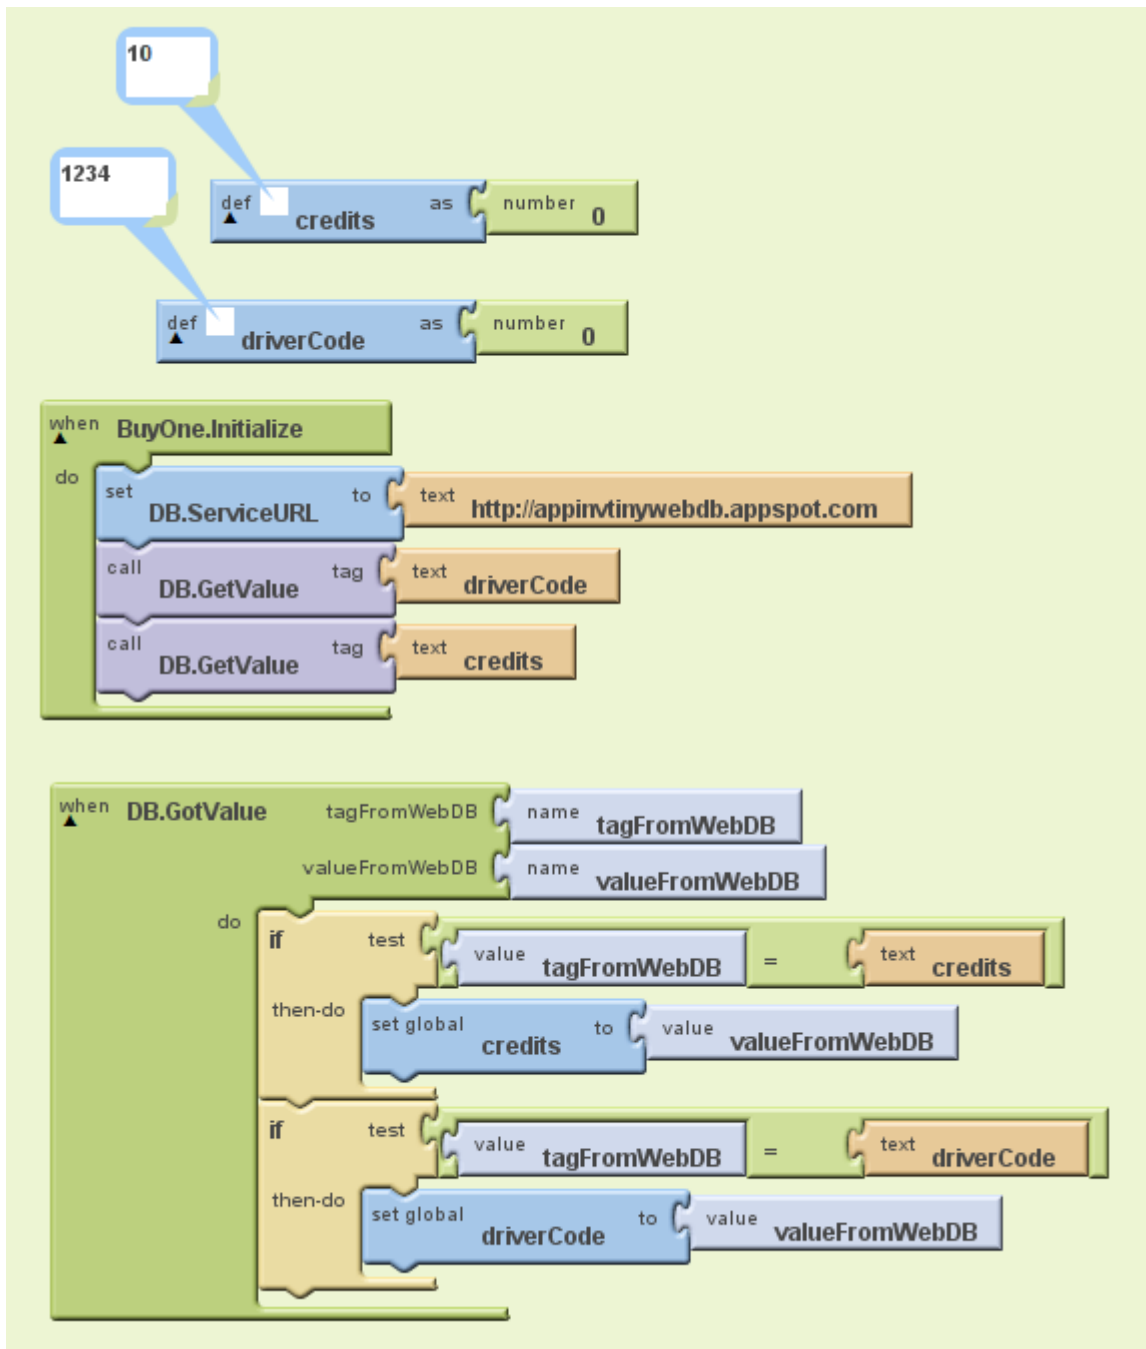 10
1234
def credits as number 0
def driverCode as number 0
when BuyOne.Initialize
do
set DB.ServiceURL to text http://appinvtinywebdb.appspot.com
call DB.GetValue tag text driverCode
call DB.GetValue tag text credits
when DB.GotValue tagFromWebDB name tagFromWebDB
valueFromWebDB name valueFromWebDB
do
if test value tagFromWebDB = text credits
then-do set global credits to value valueFromWebDB
if test value tagFromWebDB = text driverCode
then-do set global driverCode to value valueFromWebDB